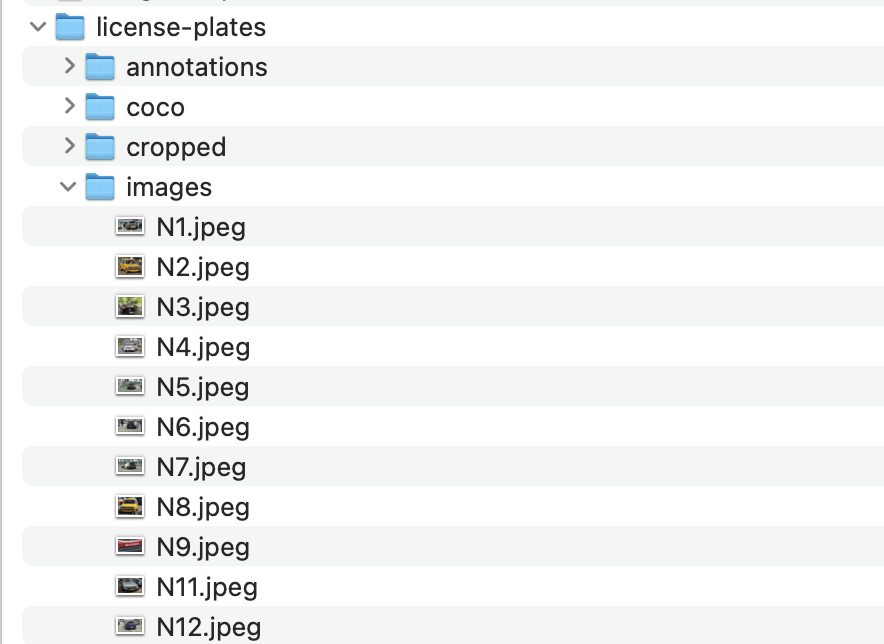 license-plates
annotations
coco
cropped
images
N1.jpeg
N2.jpeg
N3.jpeg
N4.jpeg
N5.jpeg
N6.jpeg
N7.jpeg
N8.jpeg
N9.jpeg
N11.jpeg
N12.jpeg